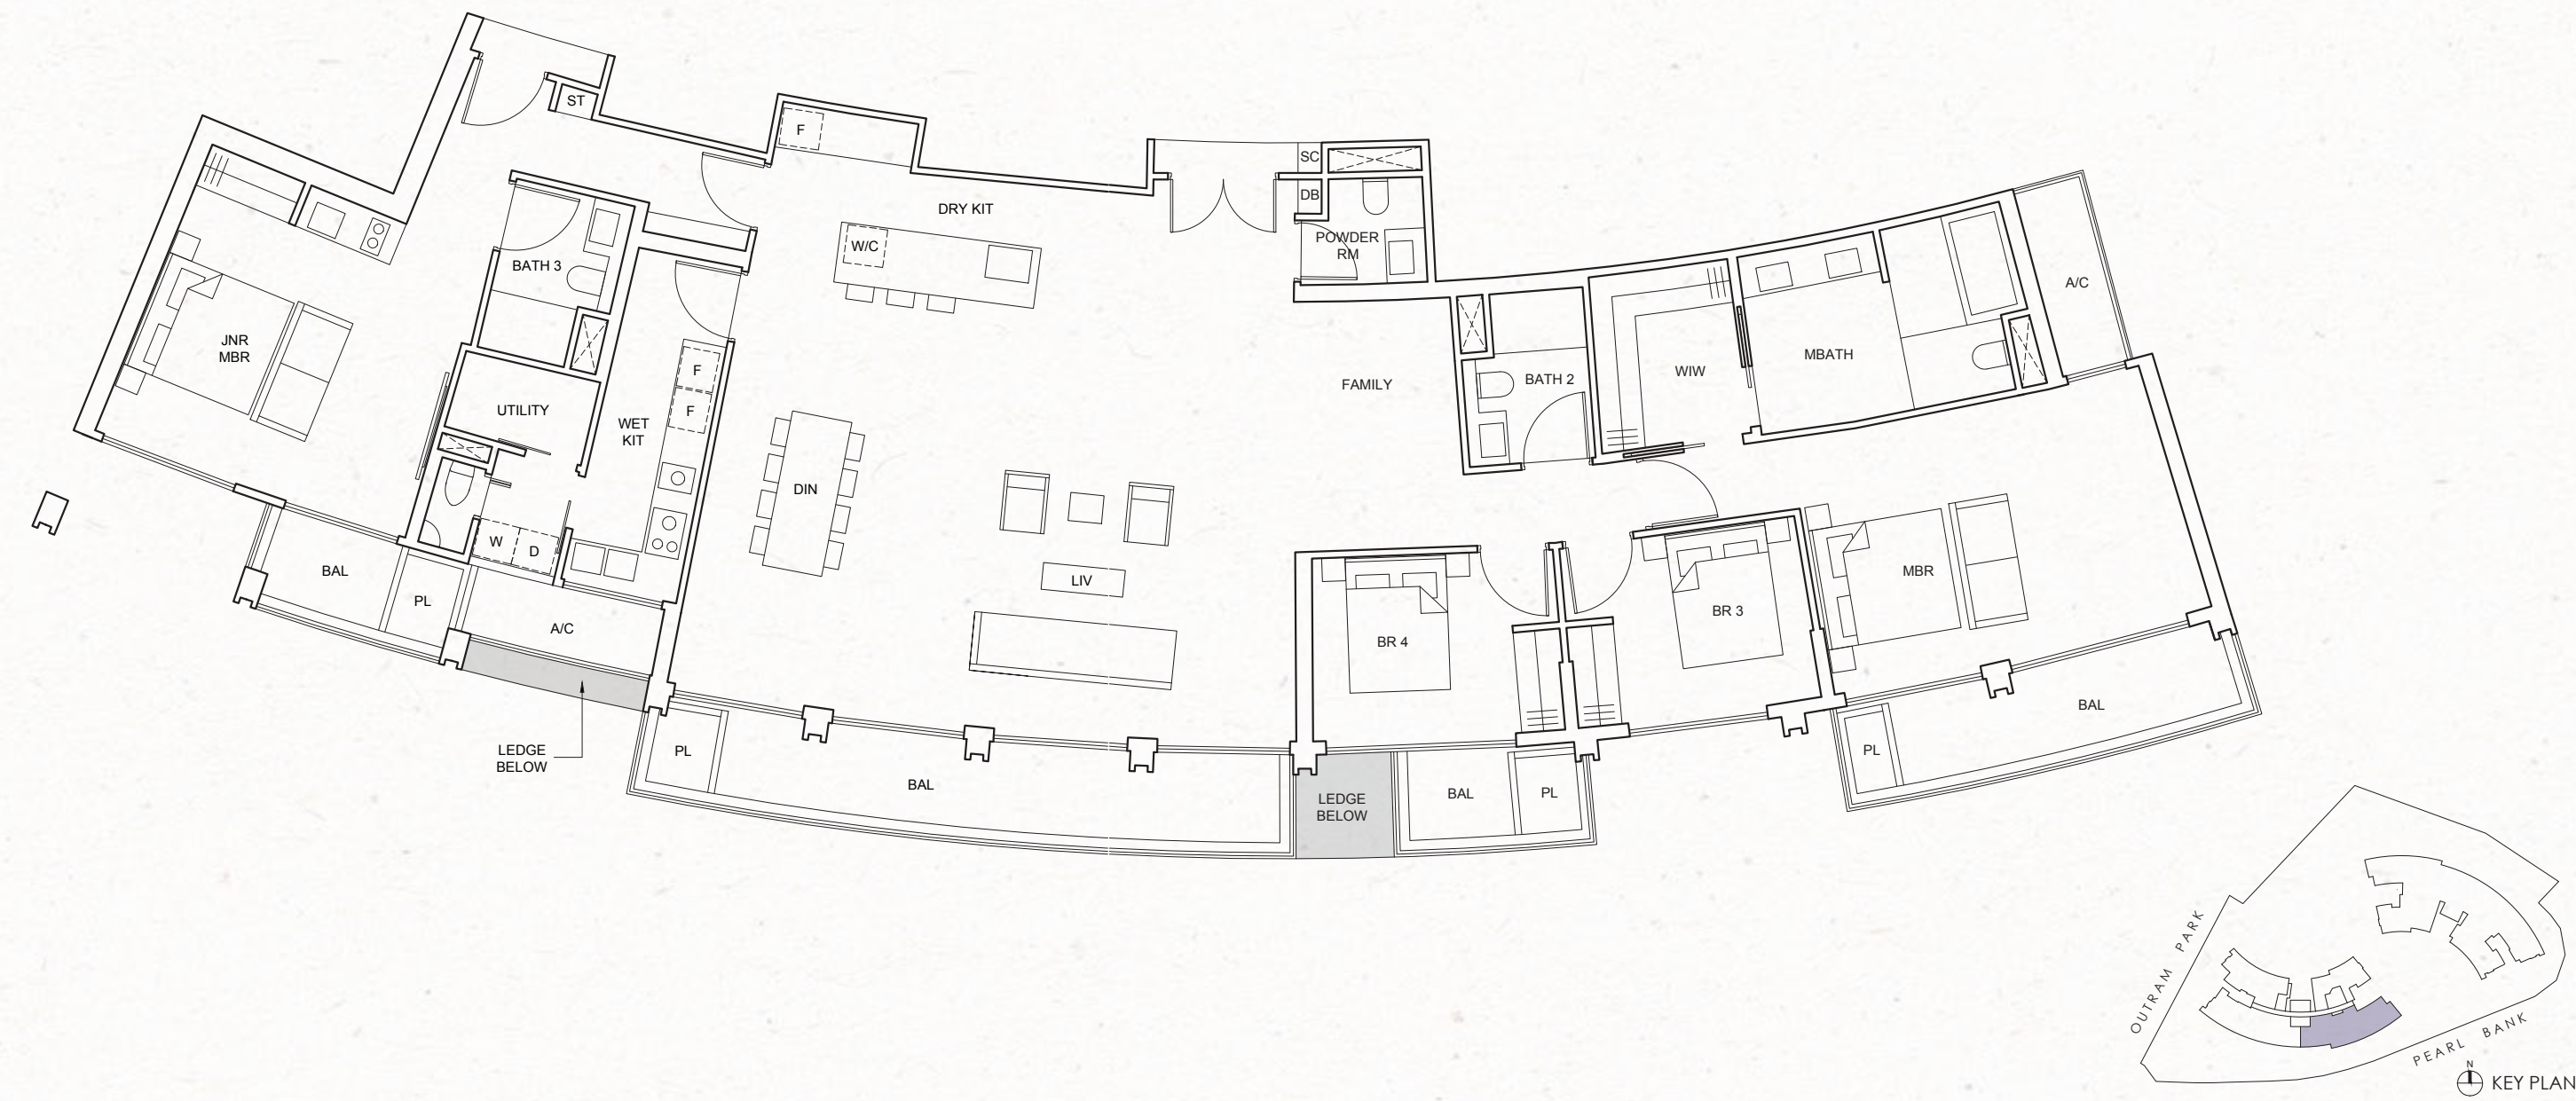 ST
F
SC
DB
DRY KIT
W/C
POWDER
RM
BATH 3
A/C
JNR
MBR
MBATH
F
WIW
BATH 2
FAMILY
UTILITY
F
WET
KIT
DIN
W
D
BAL
LIV
MBR
PL
BR 3
A/C
BR 4
BAL
LEDGE
BELOW
PL
PL
BAL
LEDGE
BELOW
BAL
PL
OUTRAM PARK
PEARL BANK
N
KEY PLAN